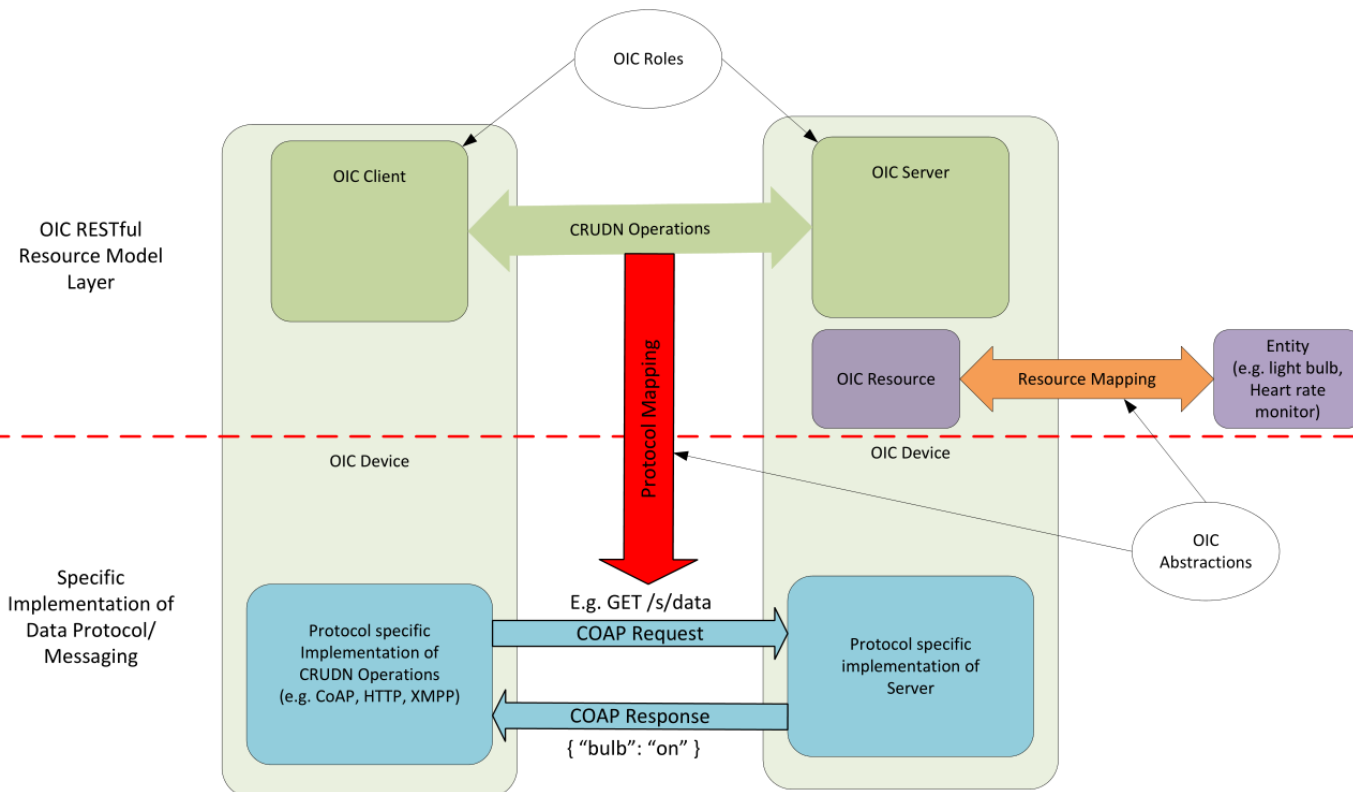 OIC Roles
OIC Client
OIC Server
CRUDN Operations
OIC RESTful
Resource Model
Layer
Protocol Mapping
OIC Resource
Resource Mapping
Entity
(e.g. light bulb,
Heart rate
monitor)
OIC Device
OIC Device
OIC
Abstractions
Specific
Implementation of
Data Protocol/
Messaging
E.g. GET /s/data
COAP Request
Protocol specific
Implementation of
CRUDN Operations
(e.g. CoAP, HTTP, XMPP)
Protocol specific
implementation of
Server
COAP Response
{ “bulb”: “on” }